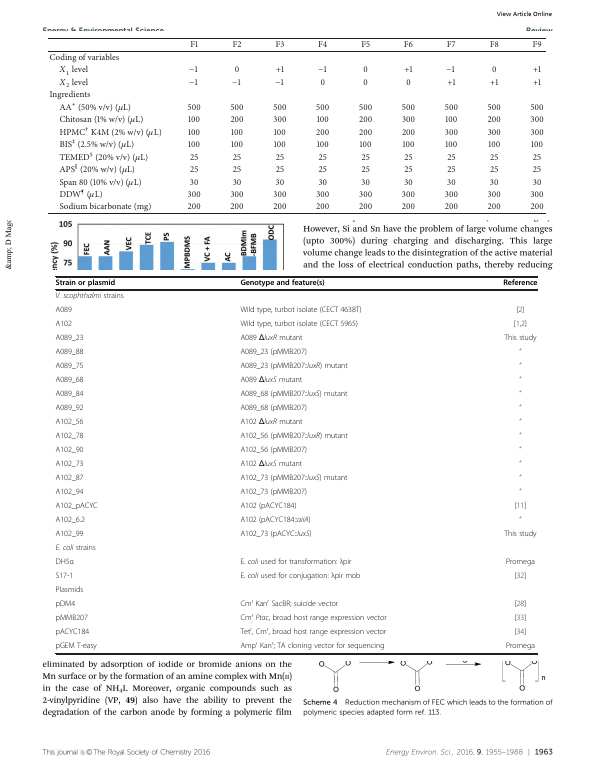 View Article Online
Energy & Environmental Science Review
F1 F2 F3 F4 F5 F6 F7 F8 F9
Coding of variables
X1 level −1 0 +1 −1 0 +1 −1 0 +1
X2 level −1 −1 −1 0 0 0 +1 +1 +1
Ingredients
AA* (50% v/v) (μL) 500 500 500 500 500 500 500 500 500
Chitosan (1% w/v) (μL) 100 200 300 100 200 300 100 200 300
HPMC† K4M (2% w/v) (μL) 100 100 100 200 200 200 300 300 300
BIS‡ (2.5% w/v) (μL) 100 100 100 100 100 100 100 100 100
TEMED§ (20% v/v) (μL) 25 25 25 25 25 25 25 25 25
APS|| (20% w/v) (μL) 25 25 25 25 25 25 25 25 25
Span 80 (10% v/v) (μL) 30 30 30 30 30 30 30 30 30
DDW¶ (μL) 300 300 300 300 300 300 300 300 300
Sodium bicarbonate (mg) 200 200 200 200 200 200 200 200 200
&amp; D Mag
105
90
75
ncy (%)
FEC
AAN
VEC
TCE
PS
MPBDMS
VC + FA
AC
BDMIm
-BFMB
ODC
However, Si and Sn have the problem of large volume changes
(upto 300%) during charging and discharging. This large
volume change leads to the disintegration of the active material
and the loss of electrical conduction paths, thereby reducing
Strain or plasmid Genotype and feature(s) Reference
V. scophthalmi strains
A089 Wild type, turbot isolate (CECT 4638T) [2]
A102 Wild type, turbot isolate (CECT 5965) [1,2]
A089_23 A089 ΔluxR mutant This study
A089_88 A089_23 (pMMB207) "
A089_75 A089_23 (pMMB207::luxR) mutant "
A089_68 A089 ΔluxS mutant "
A089_84 A089_68 (pMMB207::luxS) mutant "
A089_92 A089_68 (pMMB207) "
A102_56 A102 ΔluxR mutant "
A102_78 A102_56 (pMMB207::luxR) mutant "
A102_90 A102_56 (pMMB207) "
A102_73 A102 ΔluxS mutant "
A102_87 A102_73 (pMMB207::luxS) mutant "
A102_94 A102_73 (pMMB207) "
A102_pACYC A102 (pACYC184) [11]
A102_6.2 A102 (pACYC184::aiiA) "
A102_99 A102_73 (pACYC::luxS) This study
E. coli strains
DH5α E. coli used for transformation: λpir Promega
S17-1 E. coli used for conjugation: λpir mob [32]
Plasmids
pDM4 Cmr Kanr SacBR; suicide vector [28]
pMMB207 Cmr Ptac, broad host range expression vector [33]
pACYC184 Tetr, Cmr, broad host range expression vector [34]
pGEM T-easy Ampr Kanr; TA cloning vector for sequencing Promega
eliminated by adsorption of iodide or bromide anions on the
Mn surface or by the formation of an amine complex with Mn(II)
in the case of NH4I. Moreover, organic compounds such as
2-vinylpyridine (VP, 49) also have the ability to prevent the
degradation of the carbon anode by forming a polymeric film
O O O n
Scheme 4 Reduction mechanism of FEC which leads to the formation of
polymeric species adapted form ref. 113.
This journal is © The Royal Society of Chemistry 2016 Energy Environ. Sci., 2016, 9, 1955–1988 | 1963